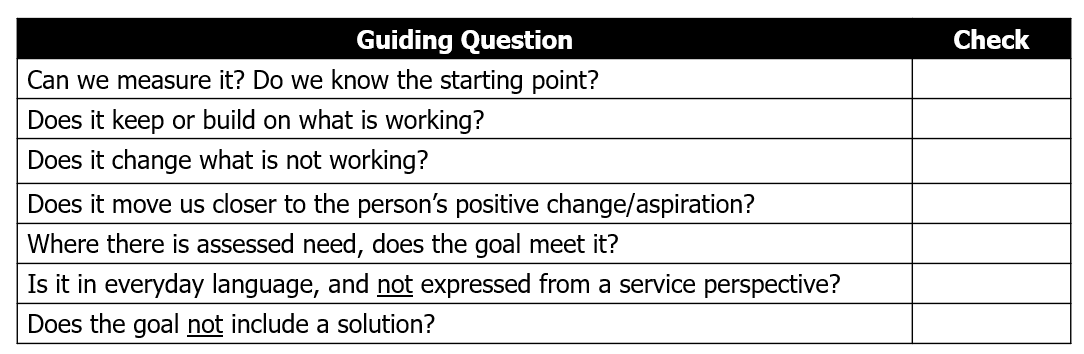 Guiding Question Check
Can we measure it? Do we know the starting point?
Does it keep or build on what is working?
Does it change what is not working?
Does it move us closer to the person’s positive change/aspiration?
Where there is assessed need, does the goal meet it?
Is it in everyday language, and not expressed from a service perspective?
Does the goal not include a solution?